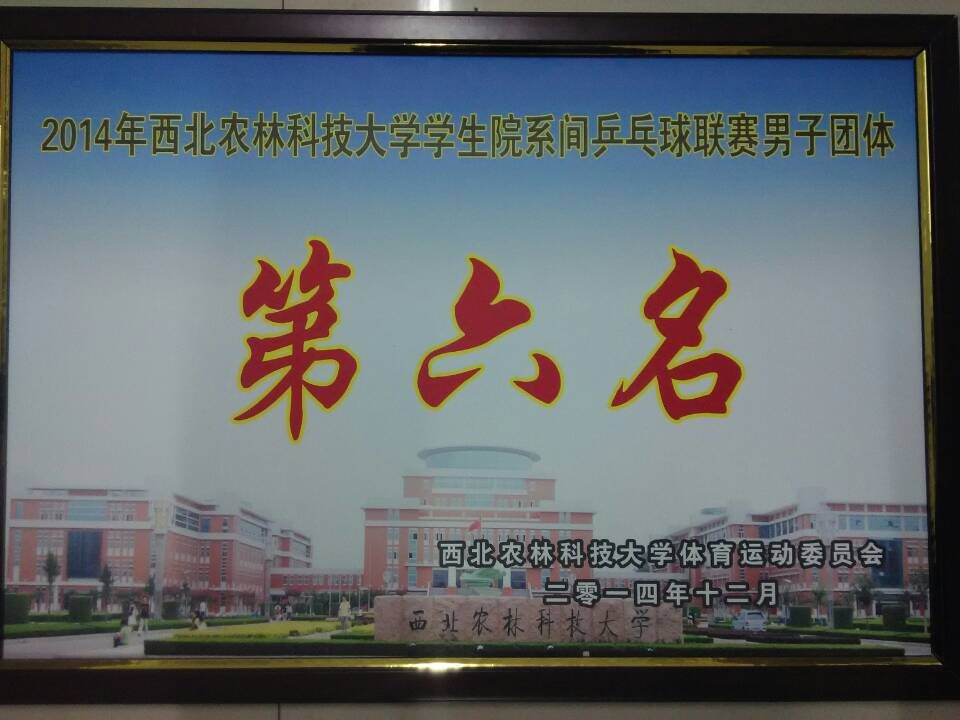 2014年西北农林科技大学学生院系间乒乓球联赛男子团体
第六名
西北农林科技大学体育运动委员会
二零一四年十二月
西北农林科技大学